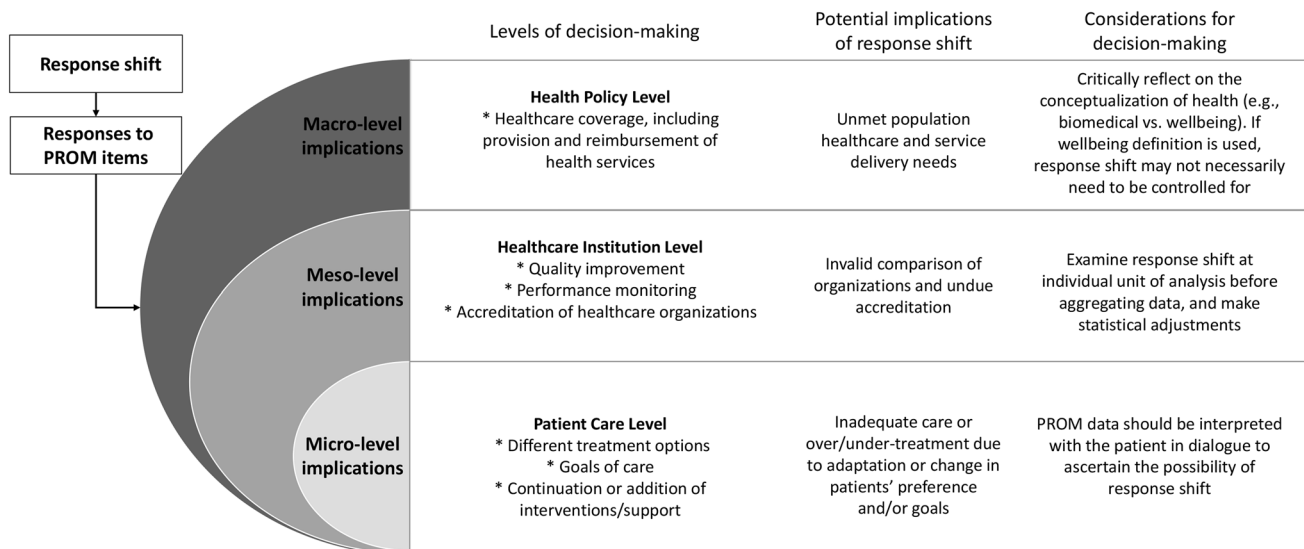 Levels of decision-making
Potential implications
of response shift
Considerations for
decision-making
Response shift
Responses to
PROM items
Macro-level
implications
Health Policy Level
* Healthcare coverage, including
provision and reimbursement of
health services
Unmet population
healthcare and service
delivery needs
Critically reflect on the
conceptualization of health (e.g.,
biomedical vs. wellbeing). If
wellbeing definition is used,
response shift may not necessarily
need to be controlled for
Meso-level
implications
Healthcare Institution Level
* Quality improvement
* Performance monitoring
* Accreditation of healthcare organizations
Invalid comparison of
organizations and undue
accreditation
Examine response shift at
individual unit of analysis before
aggregating data, and make
statistical adjustments
Micro-level
implications
Patient Care Level
* Different treatment options
* Goals of care
* Continuation or addition of
interventions/support
Inadequate care or
over/under-treatment due
to adaptation or change in
patients’ preference
and/or goals
PROM data should be interpreted
with the patient in dialogue to
ascertain the possibility of
response shift